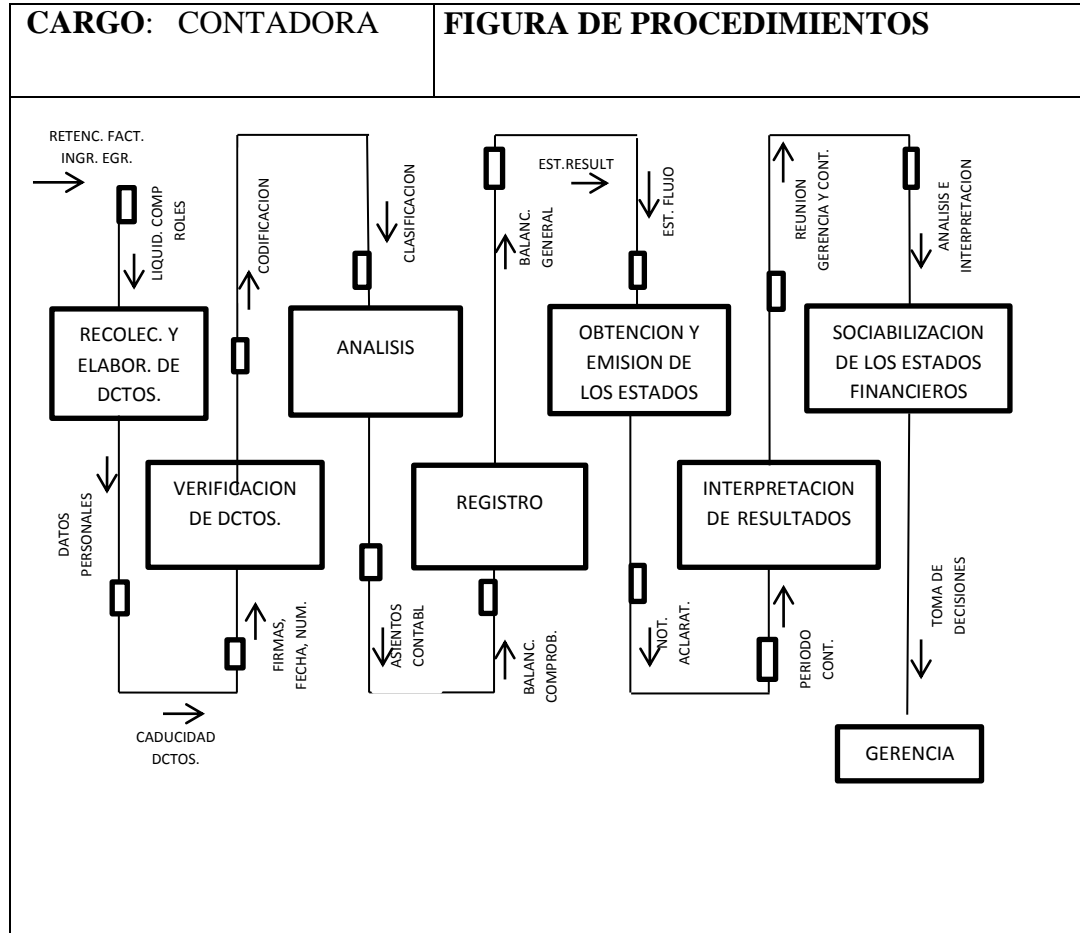 CARGO: CONTADORA
FIGURA DE PROCEDIMIENTOS
RETENC. FACT.
INGR. EGR.
LIQUID. COMP
ROLES
RECOLEC. Y
ELABOR. DE
DCTOS.
DATOS
PERSONALES
CADUCIDAD
DCTOS.
FIRMAS,
FECHA, NUM.
VERIFICACION
DE DCTOS.
CODIFICACION
CLASIFICACION
ANALISIS
ASIENTOS
CONTABL
BALANC.
COMPROB.
REGISTRO
BALANC.
GENERAL
EST.RESULT
EST. FLUJO
OBTENCION Y
EMISION DE
LOS ESTADOS
NOT.
ACLARAT.
PERIODO
CONT.
INTERPRETACION
DE RESULTADOS
REUNION
GERENCIA Y CONT.
ANALISIS E
INTERPRETACION
SOCIABILIZACION
DE LOS ESTADOS
FINANCIEROS
TOMA DE
DECISIONES
GERENCIA